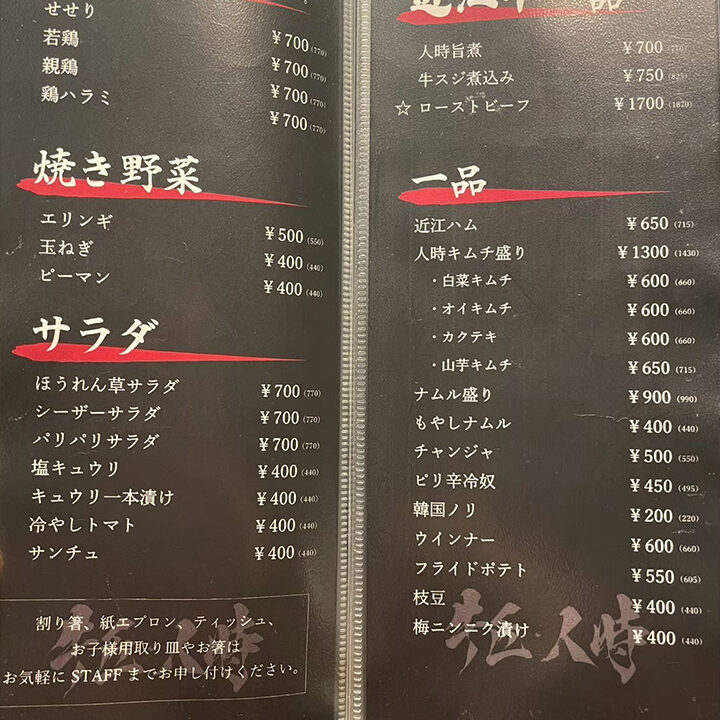 せせり ¥700(770)
若鶏 ¥700(770)
親鶏 ¥700(770)
鶏ハラミ ¥700(770)
焼き野菜
エリンギ ¥500(550)
玉ねぎ ¥400(440)
ピーマン ¥400(440)
サラダ
ほうれん草サラダ ¥700(770)
シーザーサラダ ¥700(770)
パリパリサラダ ¥700(770)
塩キュウリ ¥400(440)
キュウリ一本漬け ¥400(440)
冷やしトマト ¥400(440)
サンチュ ¥400(440)
割り箸、紙エプロン、ティッシュ、
お子様用取り皿やお箸は
お気軽に STAFF までお申し付けください。
人時旨煮 ¥700(770)
牛スジ煮込み ¥750(825)
☆ ローストビーフ ¥1700(1870)
一品
近江ハム ¥650(715)
人時キムチ盛り ¥1300(1430)
・白菜キムチ ¥600(660)
・オイキムチ ¥600(660)
・カクテキ ¥600(660)
・山芋キムチ ¥650(715)
ナムル盛り ¥900(990)
もやしナムル ¥400(440)
チャンジャ ¥500(550)
ピリ辛冷奴 ¥450(495)
韓国ノリ ¥200(220)
ウインナー ¥600(660)
フライドポテト ¥550(605)
枝豆 ¥400(440)
梅ニンニク漬け ¥400(440)